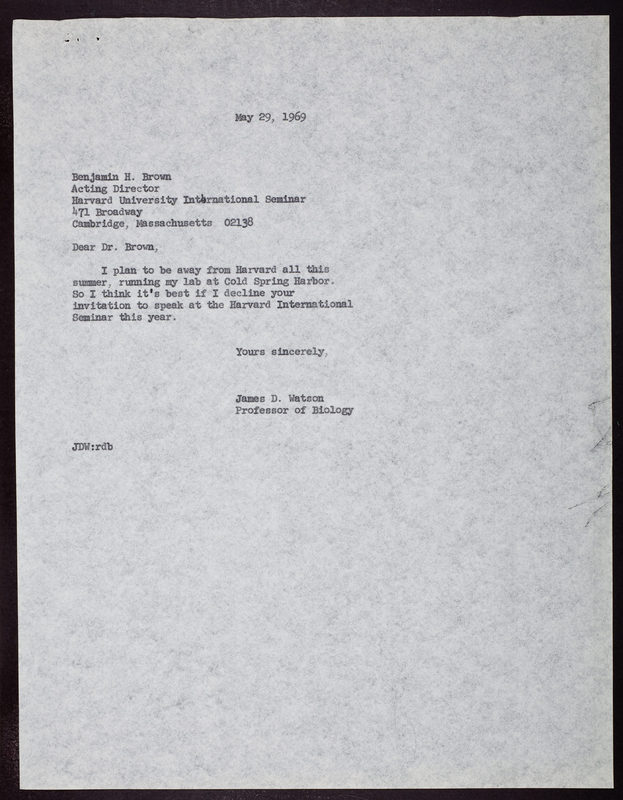 May 29, 1969
Benjamin H. Brown
Acting Director
Harvard University International Seminar
471 Broadway
Cambridge, Massachusetts 02138
Dear Dr. Brown,
I plan to be away from Harvard all this
summer, running my lab at Cold Spring Harbor.
So I think it's best if I decline your
invitation to speak at the Harvard International
Seminar this year.
Yours sincerely,
James D. Watson
Professor of Biology
JDW:rdb